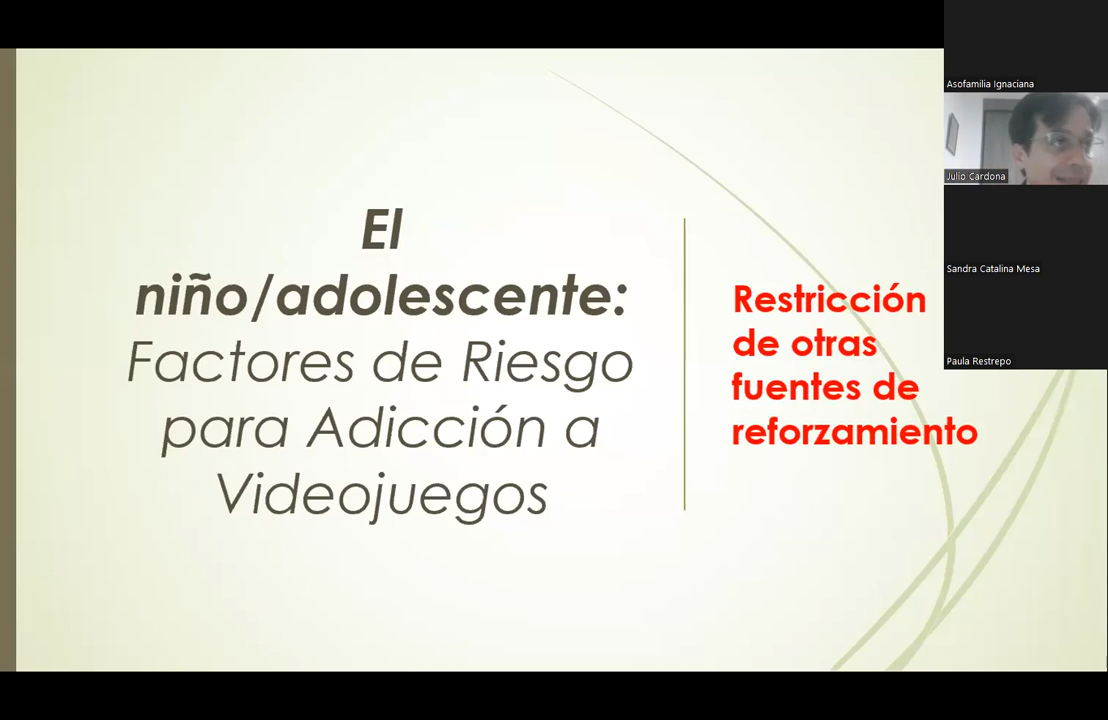 El
niño/adolescente:
Factores de Riesgo
para Adicción a
Videojuegos
Restricción
de otras
fuentes de
reforzamiento
Asofamilia Ignaciana
Julio Cardona
Sandra Catalina Mesa
Paula Restrepo